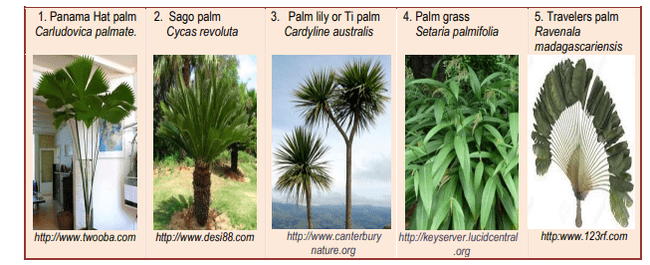 1. Panama Hat palm
Carludovica palmate.
2. Sago palm
Cycas revoluta
3. Palm lily or Ti palm
Cardyline australis
4. Palm grass
Setaria palmifolia
5. Travelers palm
Ravenala
madagascariensis
http://www.twooba.com
http://www.desi88.com
http://www.canterbury
nature.org
http://keyserver.lucidcentral
.org
http:www.123rf.com